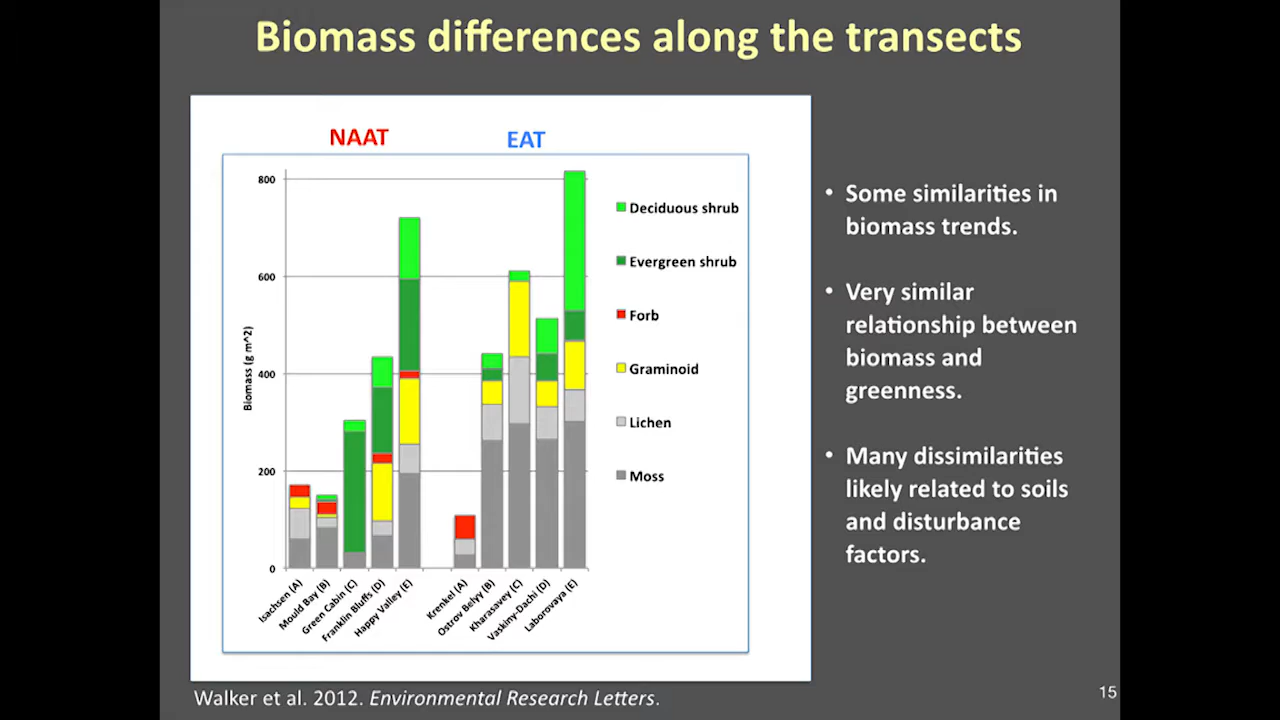 Biomass differences along the transects
NAAT
EAT
800
600
400
200
0
Biomass (g m^2)
Deciduous shrub
Evergreen shrub
Forb
Graminoid
Lichen
Moss
Isachsen (A)
Mould Bay (B)
Green Cabin (C)
Franklin Bluffs (D)
Happy Valley (E)
Krenkel (A)
Ostrov Belyy (B)
Kharasavey (C)
Vaskiny-Dachi (D)
Laborovaya (E)
• Some similarities in
biomass trends.
• Very similar
relationship between
biomass and
greenness.
• Many dissimilarities
likely related to soils
and disturbance
factors.
Walker et al. 2012. Environmental Research Letters.
15